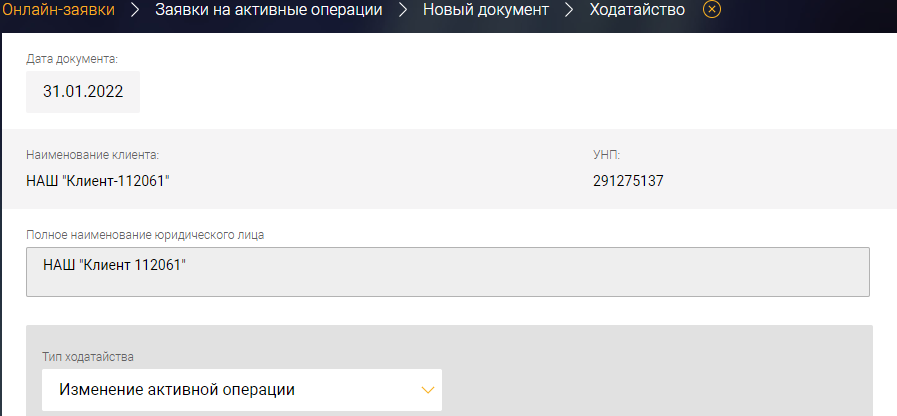 Онлайн-заявки Заявки на активные операции Новый документ Ходатайство
Дата документа:
31.01.2022
Наименование клиента: УНП:
НАШ "Клиент-112061" 291275137
Полное наименование юридического лица
НАШ "Клиент 112061"
Тип ходатайства
Изменение активной операции